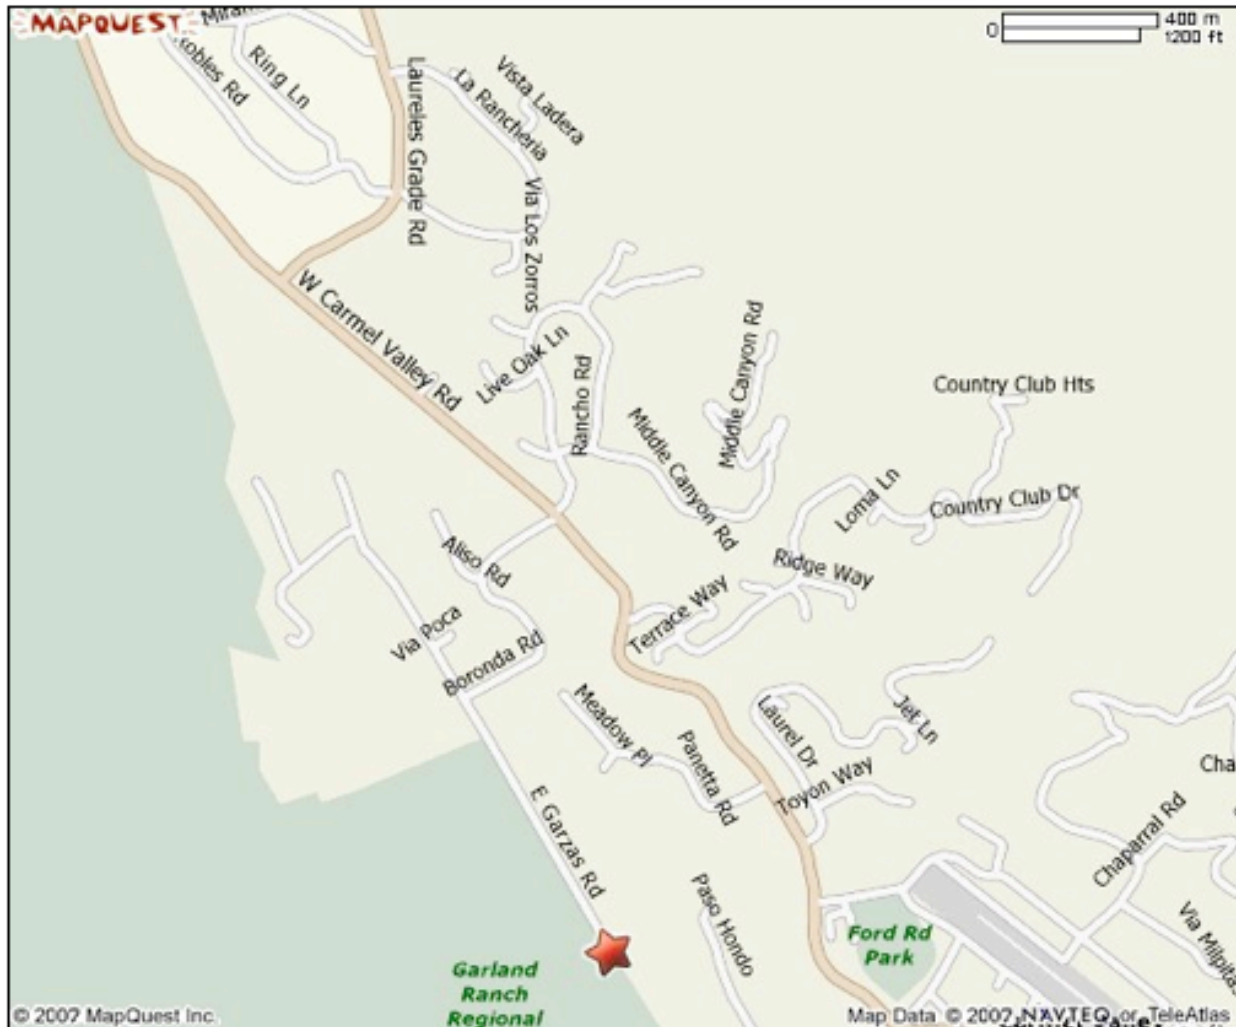 MAPQUEST
400 m
0
1200 ft
Robles Rd
Ring Ln
Laureles Grade Rd
La Rancheria
Vista Ladera
Via Los Zorros
W Carmel Valley Rd
Live Oak Ln
Rancho Rd
Middle Canyon Rd
Middle Canyon Rd
Country Club Hts
Loma Ln
Country Club Dr
Aliso Rd
Ridge Way
Terrace Way
Via Poca
Boronda Rd
Meadow Pl
Panetta Rd
Laurel Dr
Jet Ln
Toyon Way
E Garzas Rd
Paso Hondo
Chaparral Rd
Via Milpitas
Ford Rd
Park
Garland
Ranch
Regional
© 2007 MapQuest Inc.
Map Data © 2007 NAVTEQ or TeleAtlas